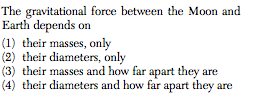 The gravitational force between the Moon and
Earth depends on
(1) their masses, only
(2) their diameters, only
(3) their masses and how far apart they are
(4) their diameters and how far apart they are